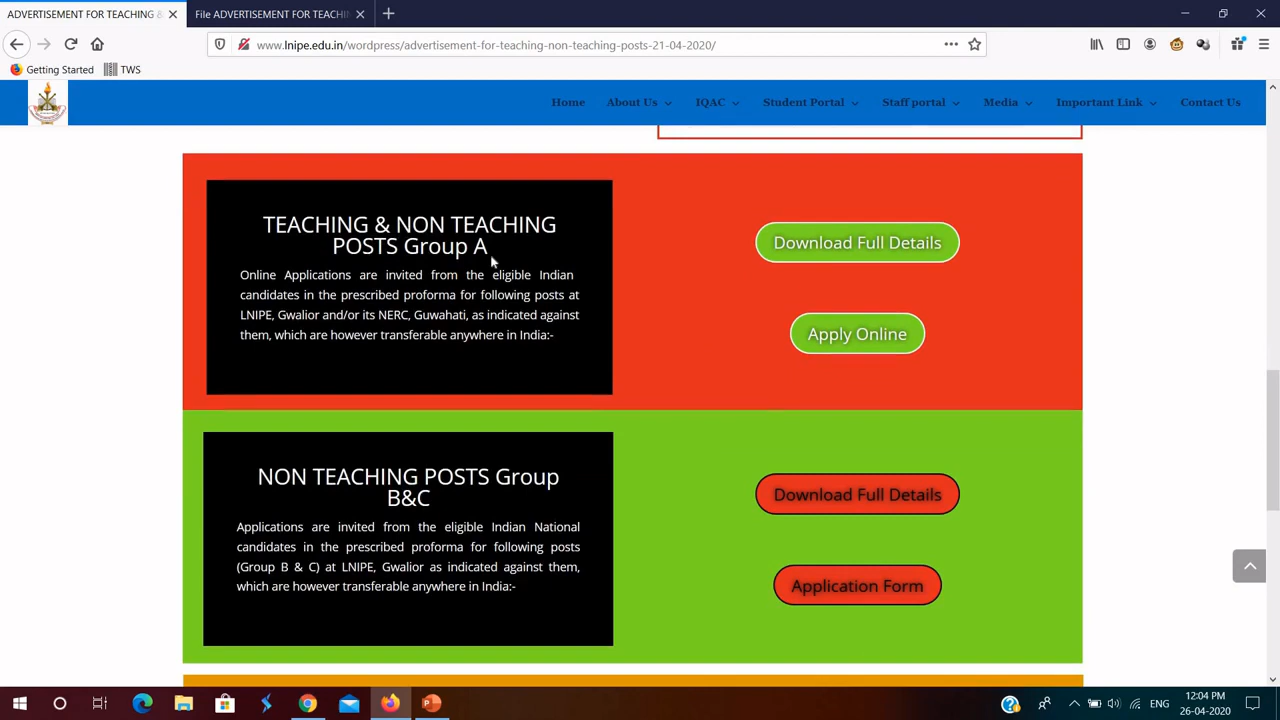 ADVERTISEMENT FOR TEACHING &
File ADVERTISEMENT FOR TEACHIN
www.lnipe.edu.in/wordpress/advertisement-for-teaching-non-teaching-posts-21-04-2020/
Getting Started
TWS
Home
About Us
IQAC
Student Portal
Staff portal
Media
Important Link
Contact Us
TEACHING & NON TEACHING
POSTS Group A
Online Applications are invited from the eligible Indian
candidates in the prescribed proforma for following posts at
LNIPE, Gwalior and/or its NERC, Guwahati, as indicated against
them, which are however transferable anywhere in India:-
Download Full Details
Apply Online
NON TEACHING POSTS Group
B&C
Applications are invited from the eligible Indian National
candidates in the prescribed proforma for following posts
(Group B & C) at LNIPE, Gwalior as indicated against them,
which are however transferable anywhere in India:-
Download Full Details
Application Form
ENG
12:04 PM
26-04-2020